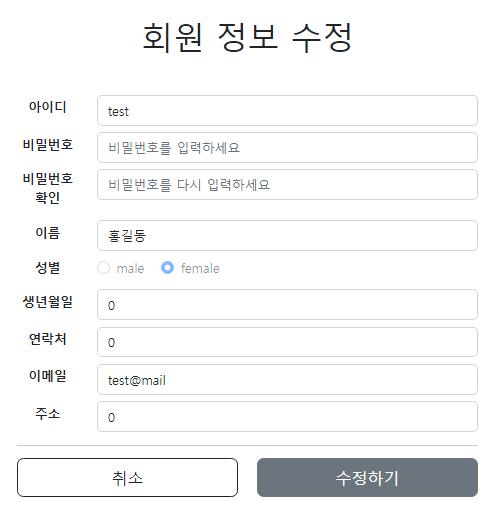 회원 정보 수정
아이디 test
비밀번호 비밀번호를 입력하세요
비밀번호 비밀번호를 다시 입력하세요
확인
이름 홍길동
성별 male female
생년월일 0
연락처 0
이메일 test@mail
주소 0
취소 수정하기